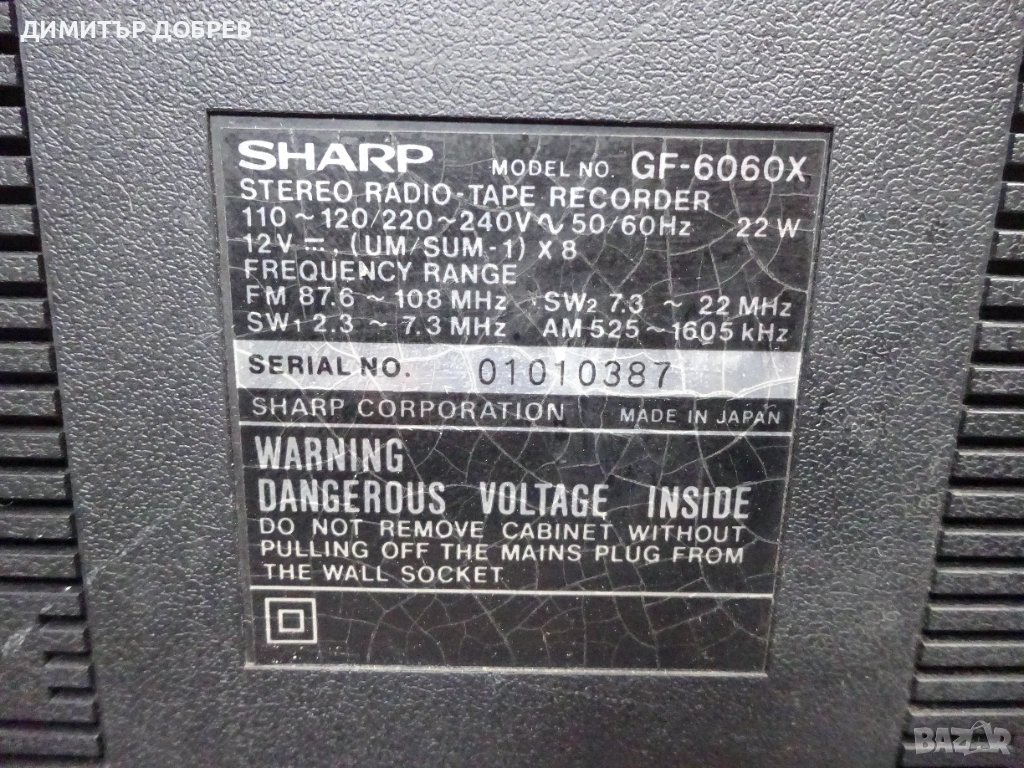 ДИМИТЪР ДОБРЕВ
SHARP MODEL NO. GF-6060X
STEREO RADIO-TAPE RECORDER
110~120/220~240V∿50/60Hz 22W
12V⎓, (UM/SUM-1) X 8
FREQUENCY RANGE
FM 87.6 ~ 108 MHz SW2 7.3 ~ 22 MHz
SW1 2.3 ~ 7.3 MHz AM 525~1605 kHz
SERIAL NO. 01010387
SHARP CORPORATION MADE IN JAPAN
WARNING
DANGEROUS VOLTAGE INSIDE
DO NOT REMOVE CABINET WITHOUT
PULLING OFF THE MAINS PLUG FROM
THE WALL SOCKET
BAZAR